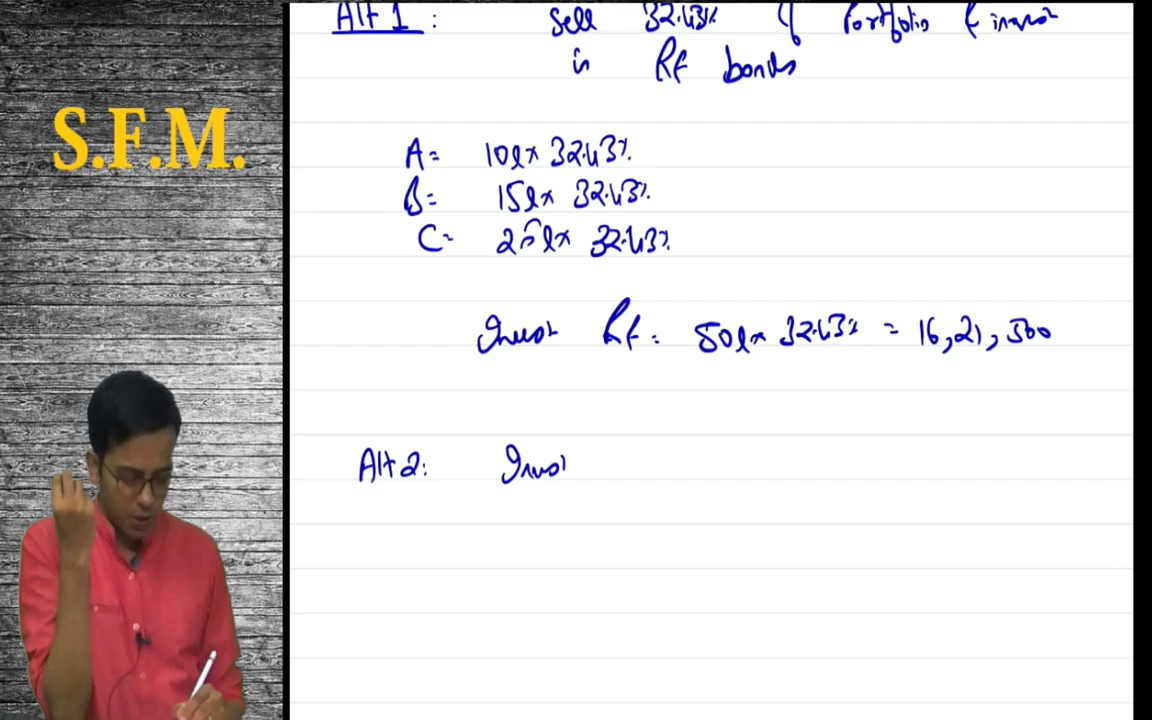 S.F.M.
Alt 1 : Sell 32.43% of Portfolio & invest
in Rf bonds
A = 10l x 32.43%
B = 15l x 32.43%
C = 25l x 32.43%
Invest Rf = 50l x 32.43% = 16,21,500
Alt 2: Invest